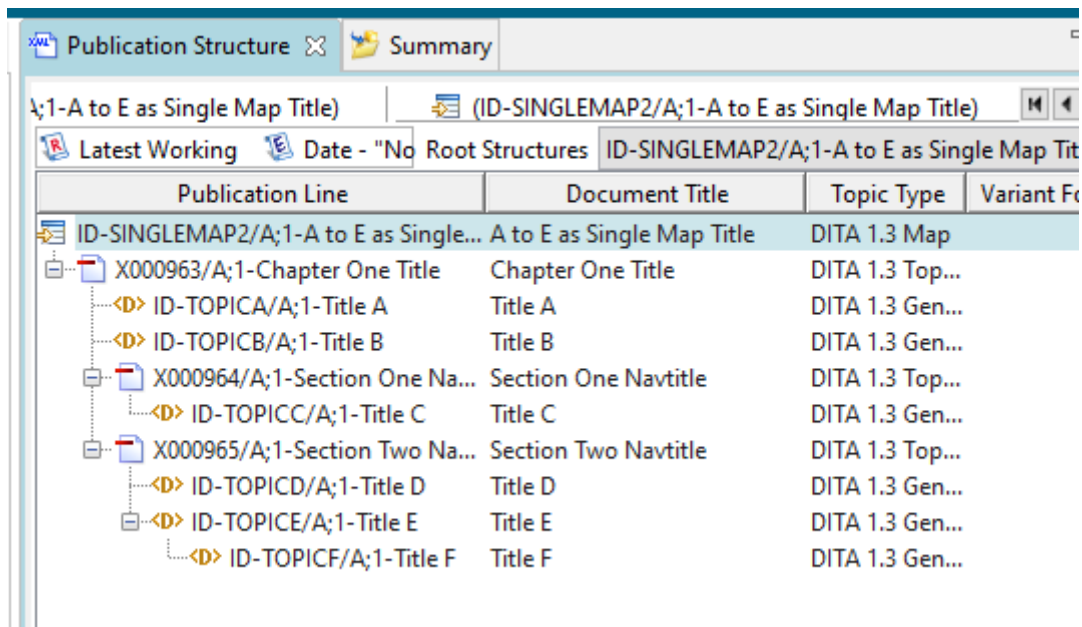 Publication Structure Summary
A;1-A to E as Single Map Title) (ID-SINGLEMAP2/A;1-A to E as Single Map Title)
Latest Working Date - "No Root Structures ID-SINGLEMAP2/A;1-A to E as Single Map Tit
Publication Line Document Title Topic Type Variant Fo
ID-SINGLEMAP2/A;1-A to E as Single... A to E as Single Map Title DITA 1.3 Map
X000963/A;1-Chapter One Title Chapter One Title DITA 1.3 Top...
<D> ID-TOPICA/A;1-Title A Title A DITA 1.3 Gen...
<D> ID-TOPICB/A;1-Title B Title B DITA 1.3 Gen...
X000964/A;1-Section One Na... Section One Navtitle DITA 1.3 Top...
<D> ID-TOPICC/A;1-Title C Title C DITA 1.3 Gen...
X000965/A;1-Section Two Na... Section Two Navtitle DITA 1.3 Top...
<D> ID-TOPICD/A;1-Title D Title D DITA 1.3 Gen...
<D> ID-TOPICE/A;1-Title E Title E DITA 1.3 Gen...
<D> ID-TOPICF/A;1-Title F Title F DITA 1.3 Gen...